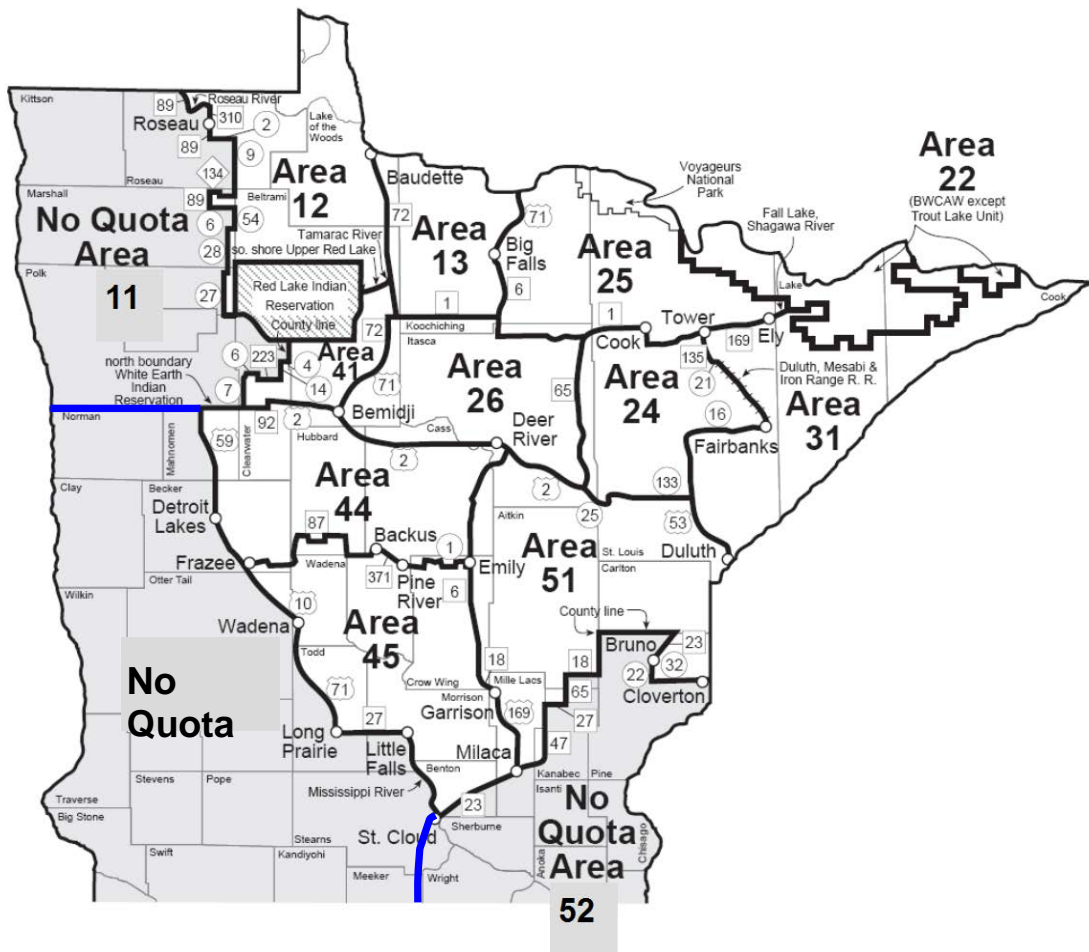 Kittson
89
Roseau River
310
Roseau
2
89
9
Lake
of the
Woods
134
Roseau
Area
12
Baudette
Marshall
89
Beltrami
No Quota
Area
11
6
54
28
Tamarac River
so. shore Upper Red Lake
72
Area
13
71
Big
Falls
6
Voyageurs
National
Park
Area
22
(BWCAW except
Trout Lake Unit)
Fall Lake,
Shagawa River
Area
25
Lake
Cook
Polk
27
Red Lake Indian
Reservation
County line
72
1
Koochiching
Itasca
1
Cook
Tower
169
Ely
north boundary
White Earth
Indian
Reservation
6
223
4
7
14
Area
41
71
Bemidji
Area
26
65
135
21
Duluth, Mesabi &
Iron Range R. R.
Area
24
16
Area
31
Fairbanks
Norman
Mahnomen
59
92
Clearwater
2
Hubbard
Cass
Deer
River
2
Clay
Becker
Detroit
Lakes
Area
44
2
25
133
53
Aitkin
87
Backus
1
Area
51
St. Louis
Duluth
Frazee
Wadena
371
Pine
River
Emily
6
Carlton
Otter Tail
Wilkin
10
Wadena
Area
45
County line
Bruno
23
18
18
22
32
Cloverton
Todd
No
Quota
71
Crow Wing
Mille Lacs
65
Morrison
Garrison
169
27
27
Long
Prairie
Little
Falls
Milaca
47
Benton
Mississippi River
Kanabec
Pine
Stevens
Pope
Isanti
23
Traverse
Big Stone
St. Cloud
Sherburne
No
Quota
Area
52
Stearns
Chisago
Anoka
Swift
Kandiyohi
Meeker
Wright